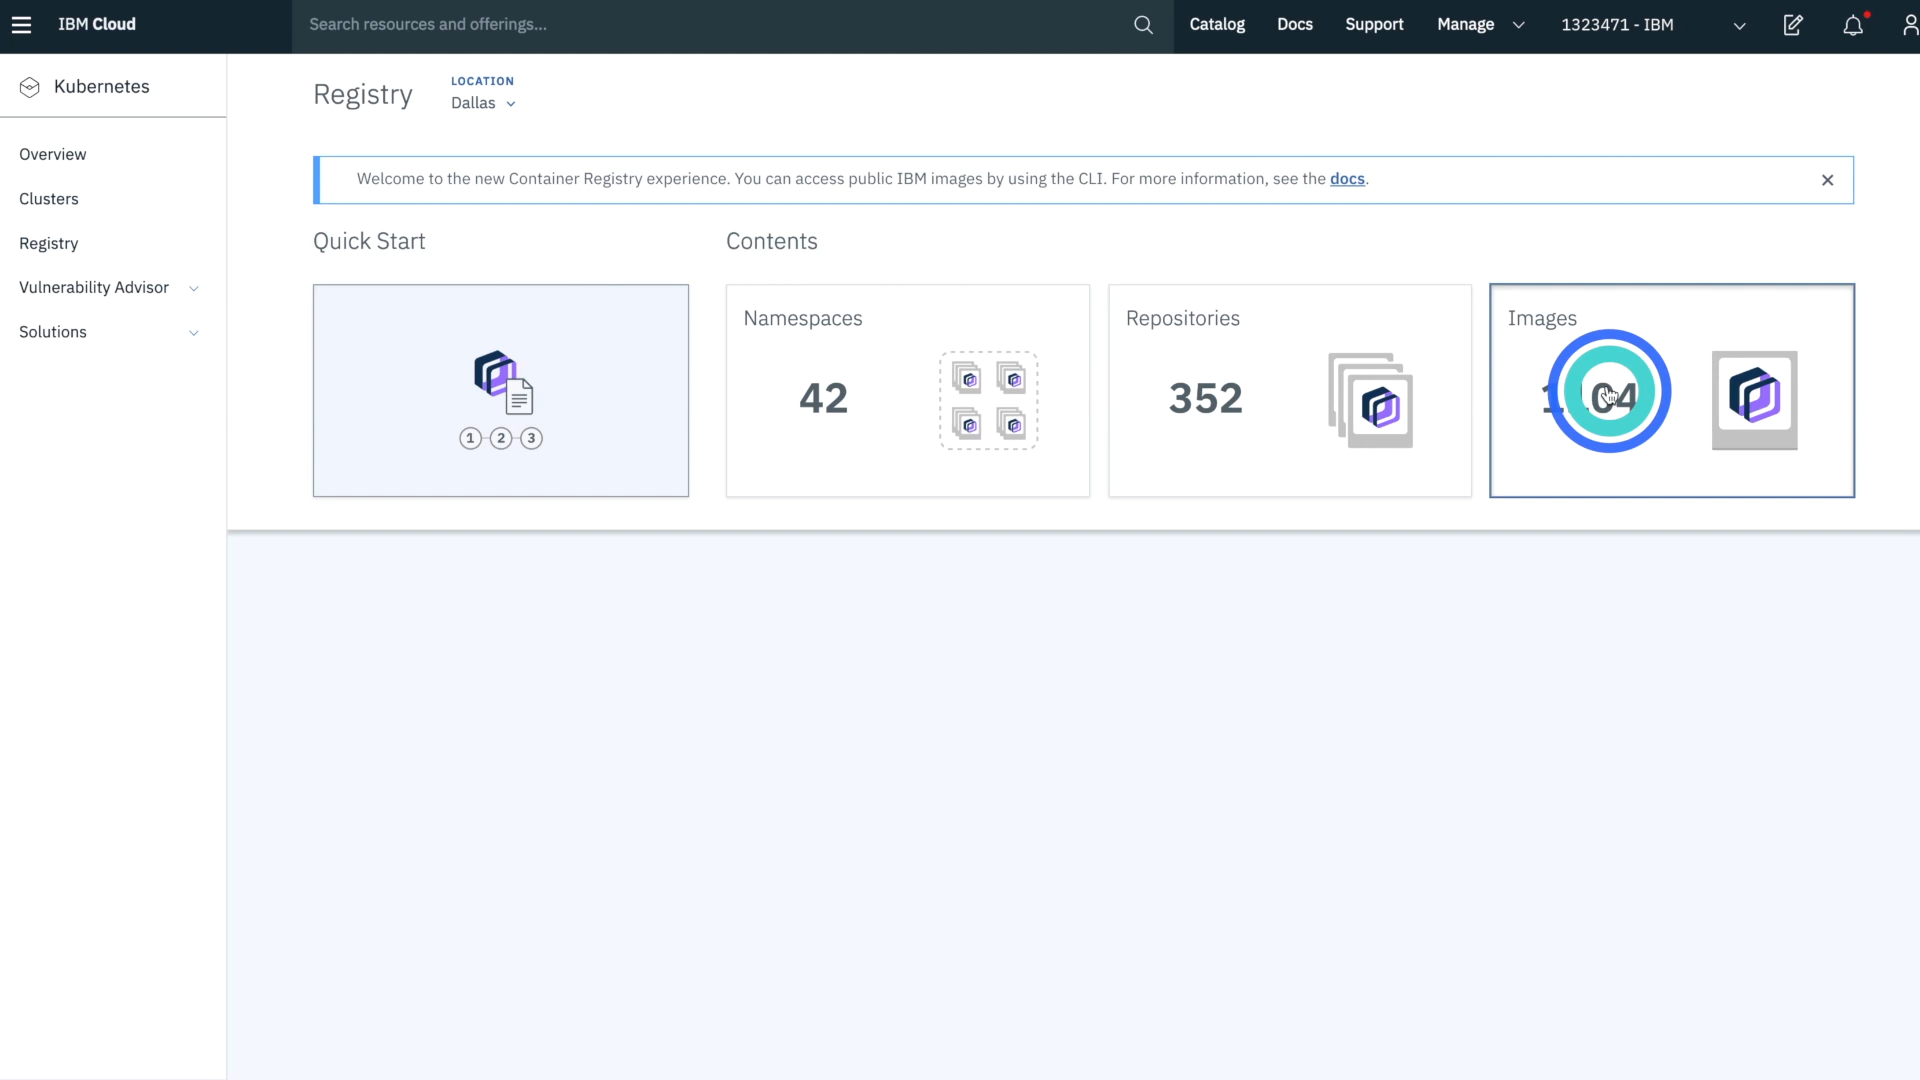 IBM Cloud
Search resources and offerings...
Catalog
Docs
Support
Manage
1323471 - IBM
Kubernetes
Overview
Clusters
Registry
Vulnerability Advisor
Solutions
Registry
LOCATION
Dallas
Welcome to the new Container Registry experience. You can access public IBM images by using the CLI. For more information, see the docs.
Quick Start
1 2 3
Contents
Namespaces
42
Repositories
352
Images